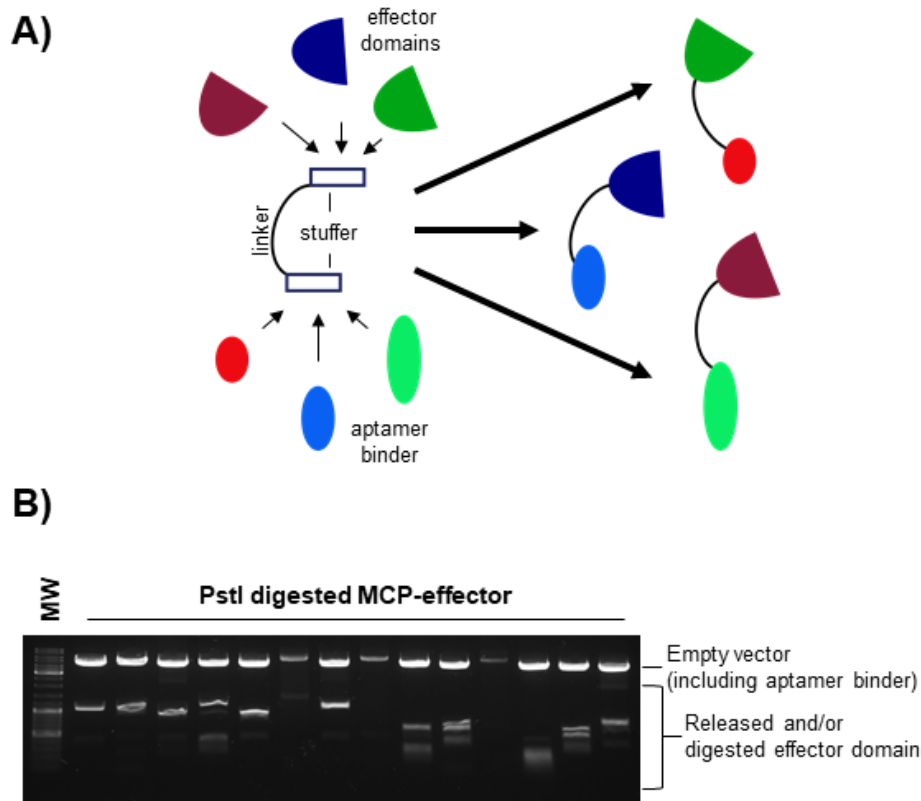 A)
effector
domains
linker
stuffer
aptamer
binder
B)
MW
PstI digested MCP-effector
Empty vector
(including aptamer binder)
Released and/or
digested effector domain